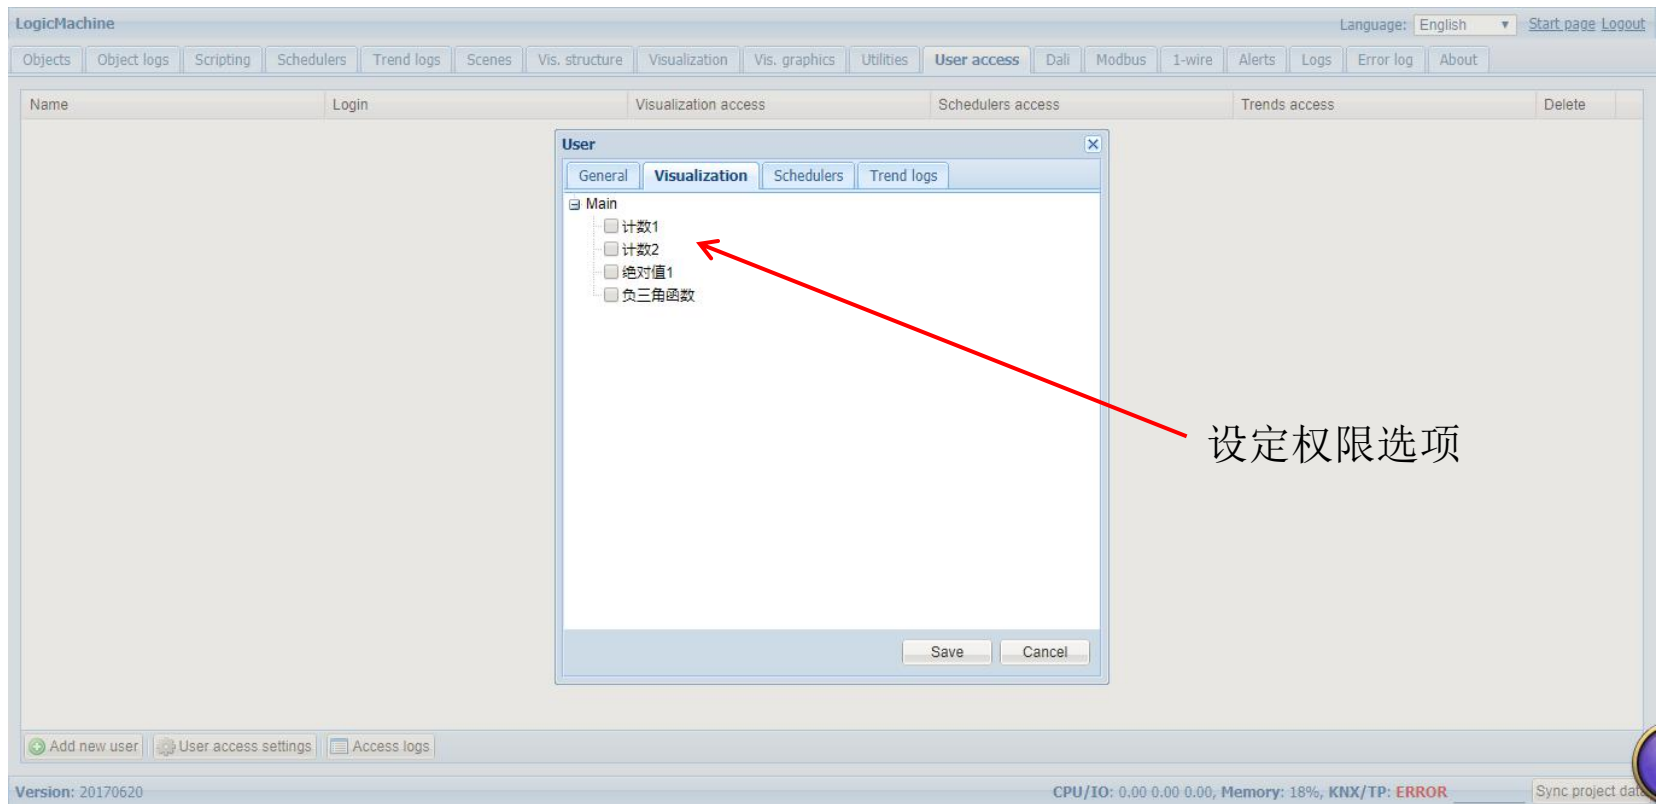 LogicMachine
Language: English Start page Logout
Objects Object logs Scripting Schedulers Trend logs Scenes Vis. structure Visualization Vis. graphics Utilities User access Dali Modbus 1-wire Alerts Logs Error log About
Name Login Visualization access Schedulers access Trends access Delete
User
General Visualization Schedulers Trend logs
Main
计数1
计数2
绝对值1
负三角函数
设定权限选项
Save Cancel
Add new user User access settings Access logs
Version: 20170620 CPU/IO: 0.00 0.00 0.00, Memory: 18%, KNX/TP: ERROR Sync project data